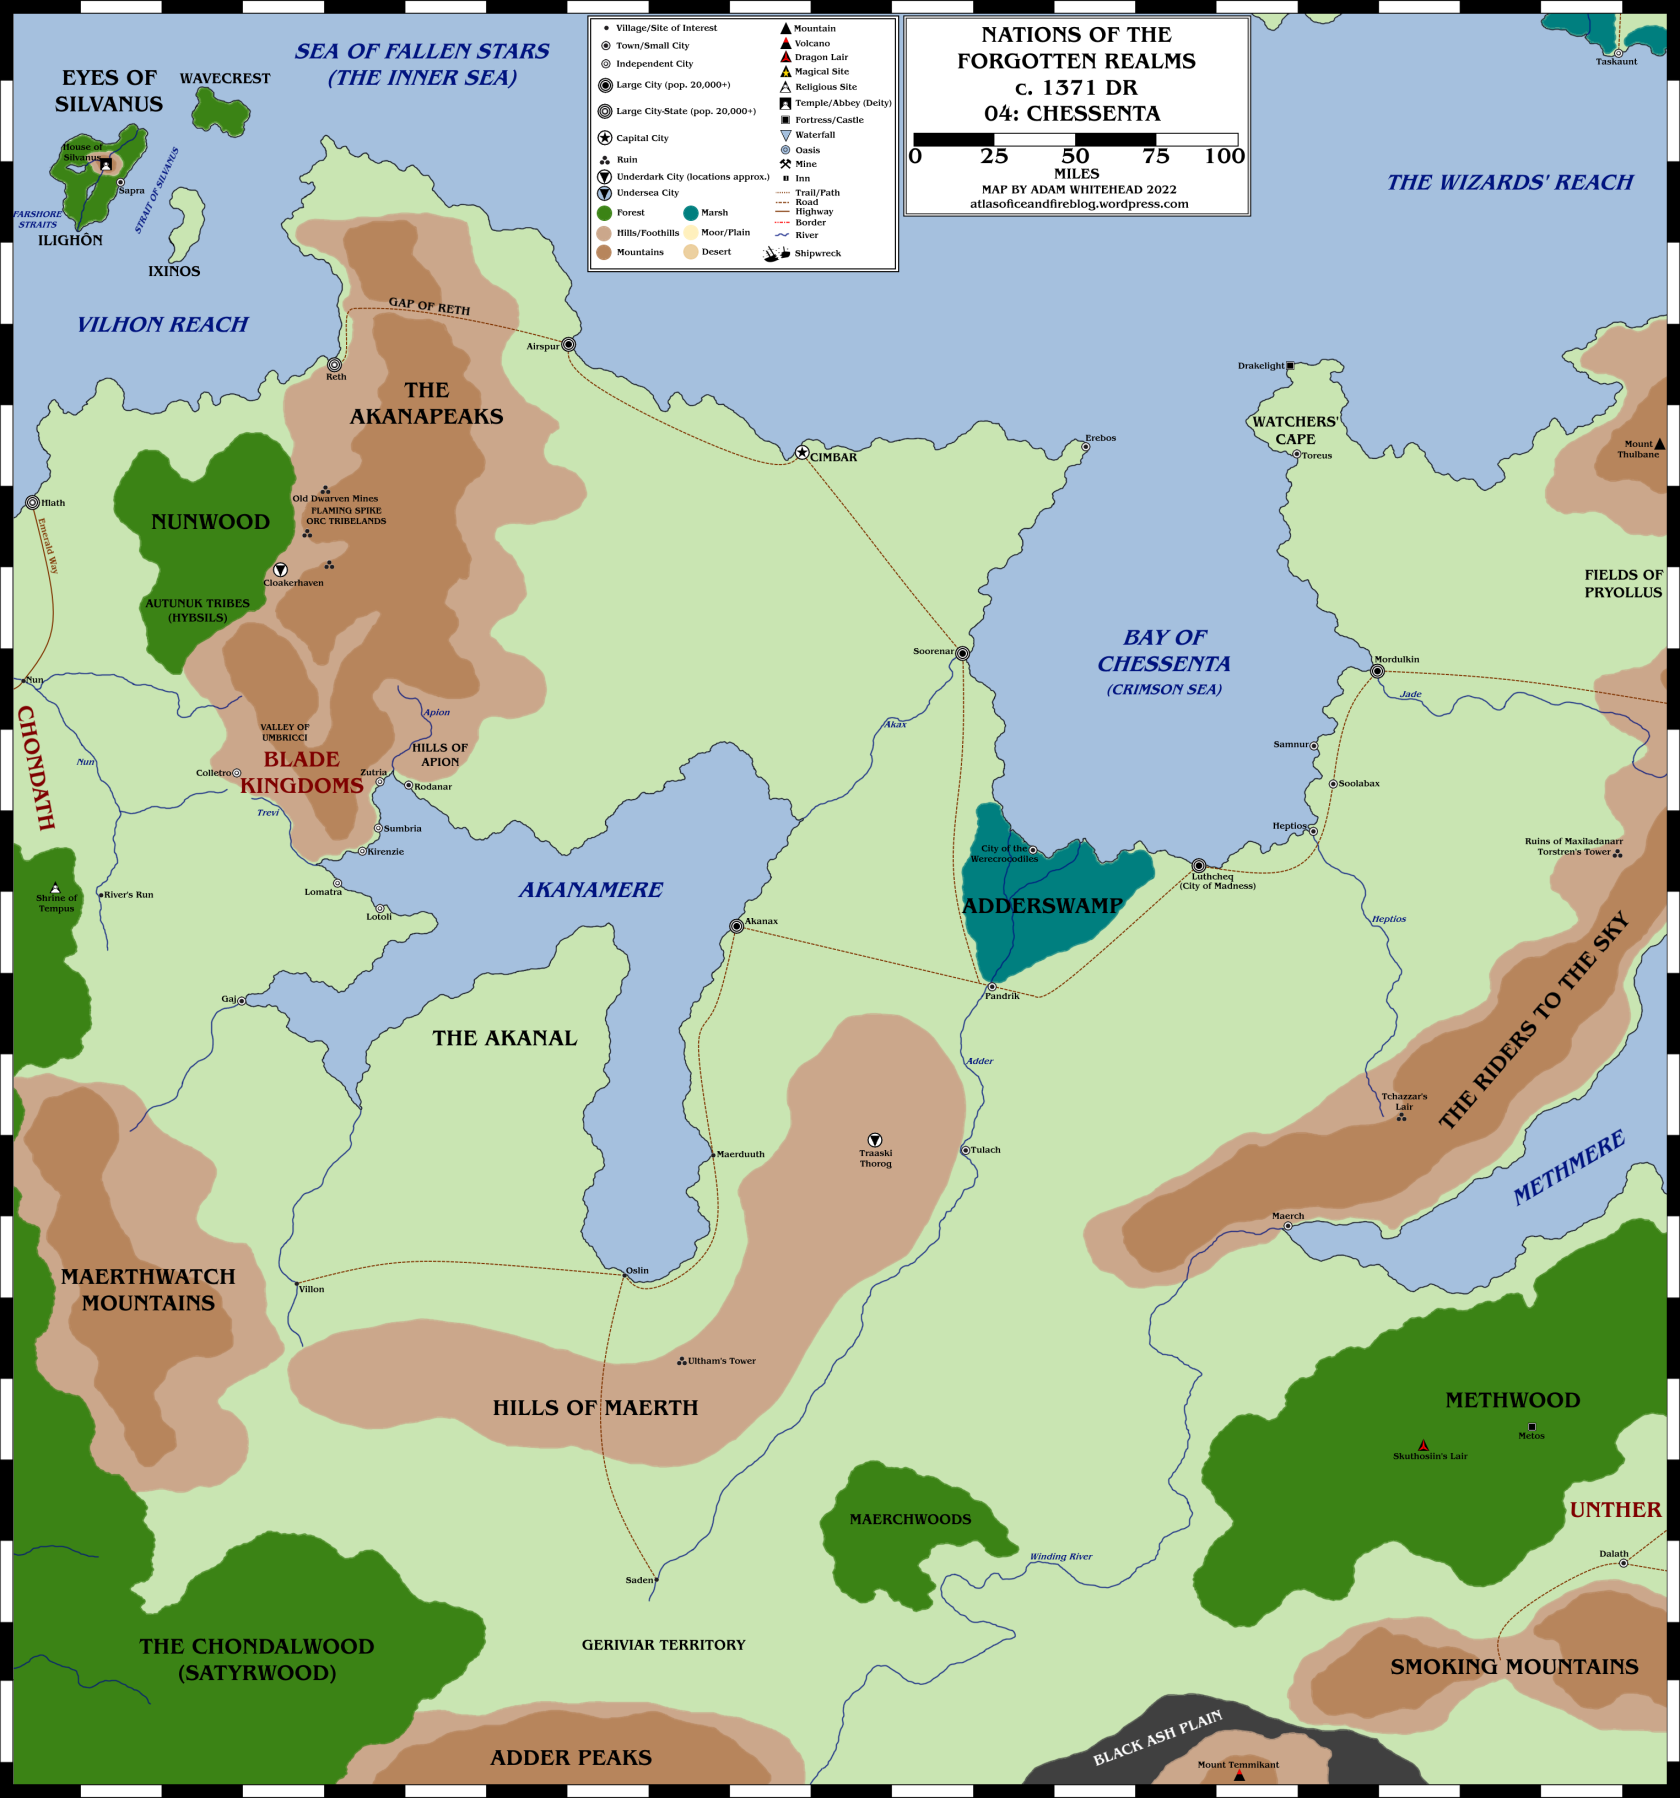 SEA OF FALLEN STARS
(THE INNER SEA)
EYES OF
SILVANUS
WAVECREST
House of
Silvanus
Sapra
STRAIT OF SILVANUS
FARSHORE
STRAITS
ILIGHÔN
IXINOS
VILHON REACH
Village/Site of Interest
Town/Small City
Independent City
Large City (pop. 20,000+)
Large City-State (pop. 20,000+)
Capital City
Ruin
Underdark City (locations approx.)
Undersea City
Forest
Marsh
Hills/Foothills
Moor/Plain
Mountains
Desert
Mountain
Volcano
Dragon Lair
Magical Site
Religious Site
Temple/Abbey (Deity)
Fortress/Castle
Waterfall
Oasis
Mine
Inn
Trail/Path
Road
Highway
Border
River
Shipwreck
NATIONS OF THE
FORGOTTEN REALMS
c. 1371 DR
04: CHESSENTA
0 25 50 75 100
MILES
MAP BY ADAM WHITEHEAD 2022
atlasoficeandfireblog.wordpress.com
Taskaunt
THE WIZARDS' REACH
GAP OF RETH
Airspur
Reth
THE
AKANAPEAKS
Drakelight
WATCHERS'
CAPE
Toreus
Erebos
CIMBAR
Mount
Thulbane
Hlath
Emerald Way
NUNWOOD
Old Dwarven Mines
FLAMING SPIKE
ORC TRIBELANDS
Cloakerhaven
AUTUNUK TRIBES
(HYBSILS)
FIELDS OF
PRYOLLUS
BAY OF
CHESSENTA
(CRIMSON SEA)
Soorenar
Mordulkin
Jade
Nun
CHONDATH
Nun
Apion
Akax
VALLEY OF
UMBRICCI
HILLS OF
APION
BLADE
KINGDOMS
Colletro
Zutria
Rodanar
Trevi
Sumbria
Kirenzie
Samnur
Soolabax
Heptios
City of the
Werecrocodiles
Luthcheq
(City of Madness)
Ruins of Maxiladanarr
Torstren's Tower
Shrine of
Tempus
River's Run
Lomatra
Lotoli
AKANAMERE
Akanax
ADDERSWAMP
Heptios
Gaj
Pandrik
THE AKANAL
Adder
THE RIDERS TO THE SKY
Tchazzar's
Lair
Traaski
Thorog
Tulach
Maerduuth
METHMERE
Maerch
MAERTHWATCH
MOUNTAINS
Villon
Oslin
Ultham's Tower
HILLS OF MAERTH
METHWOOD
Metos
Skuthosiin's Lair
UNTHER
MAERCHWOODS
Winding River
Dalath
Saden
THE CHONDALWOOD
(SATYRWOOD)
GERIVIAR TERRITORY
SMOKING MOUNTAINS
BLACK ASH PLAIN
ADDER PEAKS
Mount Temmikant